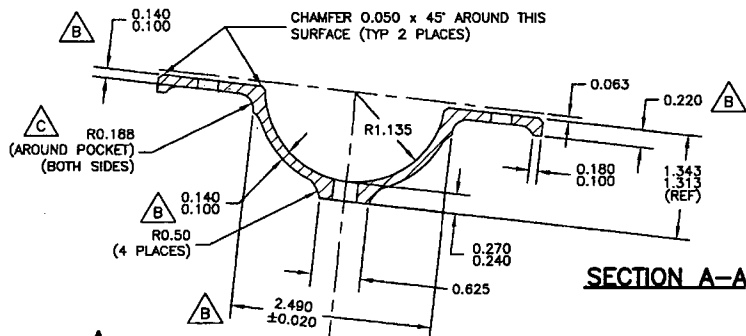 0.140
0.100
B
CHAMFER 0.050 x 45° AROUND THIS
SURFACE (TYP 2 PLACES)
0.063
0.220
B
C
R0.188
(AROUND POCKET)
(BOTH SIDES)
R1.135
0.180
0.100
1.343
1.313
(REF)
0.140
0.100
B
R0.50
(4 PLACES)
0.270
0.240
0.625
SECTION A-A
B
2.490
±0.020